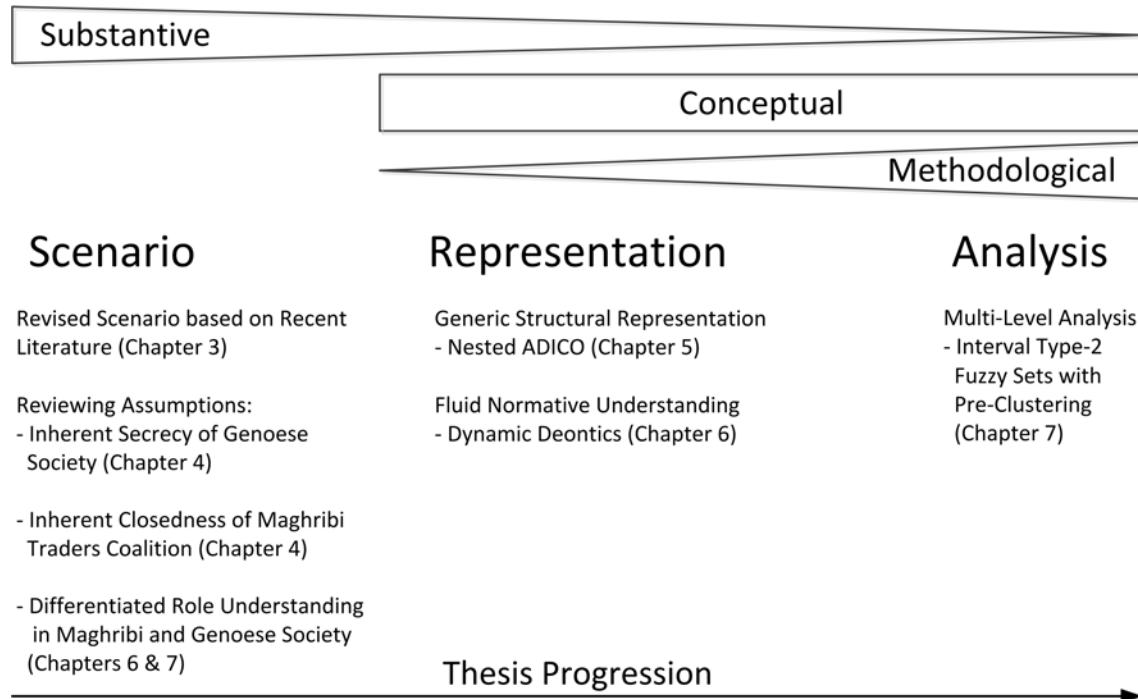 Substantive
Conceptual
Methodological
Scenario
Revised Scenario based on Recent
Literature (Chapter 3)
Reviewing Assumptions:
- Inherent Secrecy of Genoese
Society (Chapter 4)
- Inherent Closedness of Maghribi
Traders Coalition (Chapter 4)
- Differentiated Role Understanding
in Maghribi and Genoese Society
(Chapters 6 & 7)
Representation
Generic Structural Representation
- Nested ADICO (Chapter 5)
Fluid Normative Understanding
- Dynamic Deontics (Chapter 6)
Analysis
Multi-Level Analysis
- Interval Type-2
Fuzzy Sets with
Pre-Clustering
(Chapter 7)
Thesis Progression